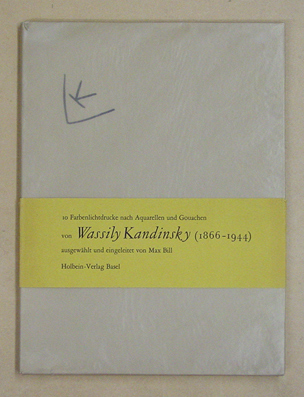 K
10 Farbenlichtdrucke nach Aquarellen und Gouachen
von Wassily Kandinsky (1866-1944)
ausgewählt und eingeleitet von Max Bill
Holbein-Verlag Basel